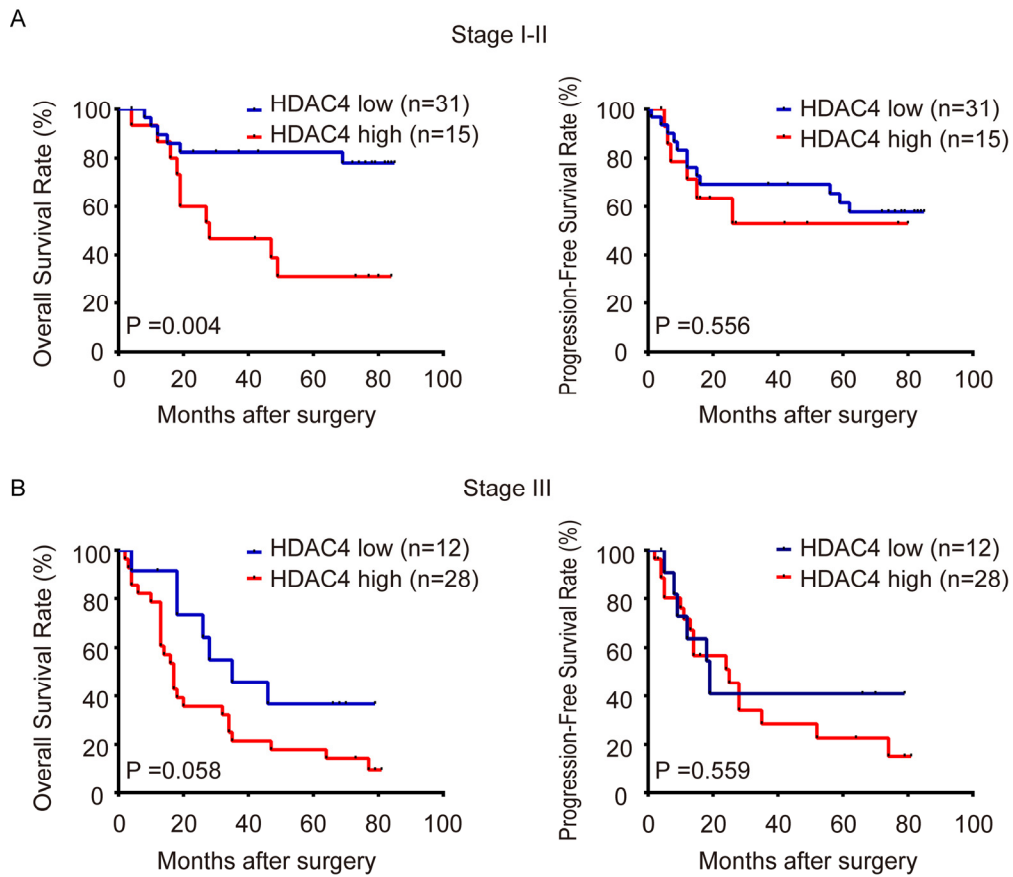 A
Stage I-II
Overall Survival Rate (%)
100
80
60
40
20
0
HDAC4 low (n=31)
HDAC4 high (n=15)
P =0.004
0 20 40 60 80 100
Months after surgery
Progression-Free Survival Rate (%)
100
80
60
40
20
0
HDAC4 low (n=31)
HDAC4 high (n=15)
P =0.556
0 20 40 60 80 100
Months after surgery
B
Stage III
Overall Survival Rate (%)
100
80
60
40
20
0
HDAC4 low (n=12)
HDAC4 high (n=28)
P =0.058
0 20 40 60 80 100
Months after surgery
Progression-Free Survival Rate (%)
100
80
60
40
20
0
HDAC4 low (n=12)
HDAC4 high (n=28)
P =0.559
0 20 40 60 80 100
Months after surgery